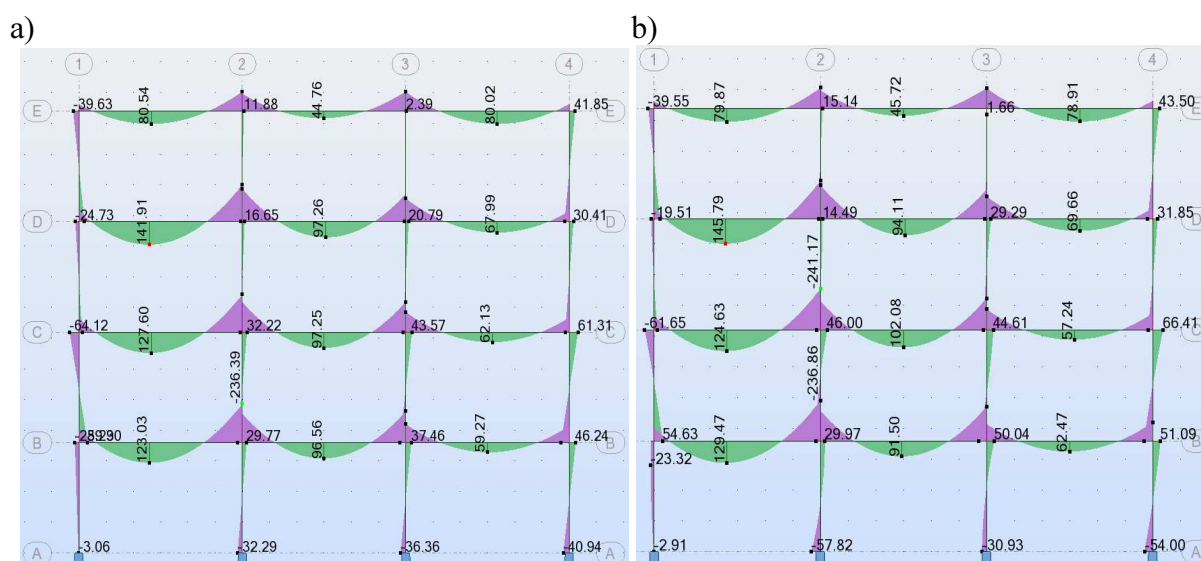 a)
1 2 3 4
E -39.63 80.54 11.88 44.76 2.39 80.02 41.85 E
D -24.73 141.91 16.65 97.26 20.79 67.99 30.41 D
C -64.12 127.60 32.22 97.25 43.57 62.13 61.31 C
-236.39
B 123.03 29.77 96.56 37.46 59.27 46.24 B
A -3.06 -32.29 -36.36 -40.94 A
b)
1 2 3 4
-39.55 79.87 15.14 45.72 1.66 78.91 43.50 E
-19.51 145.79 14.49 94.11 29.29 69.66 31.85 D
-241.17
-61.65 124.63 46.00 102.08 44.61 57.24 66.41 C
-236.86
54.63 129.47 29.97 91.50 50.04 62.47 51.09 B
-23.32
-2.91 -57.82 -30.93 -54.00 A